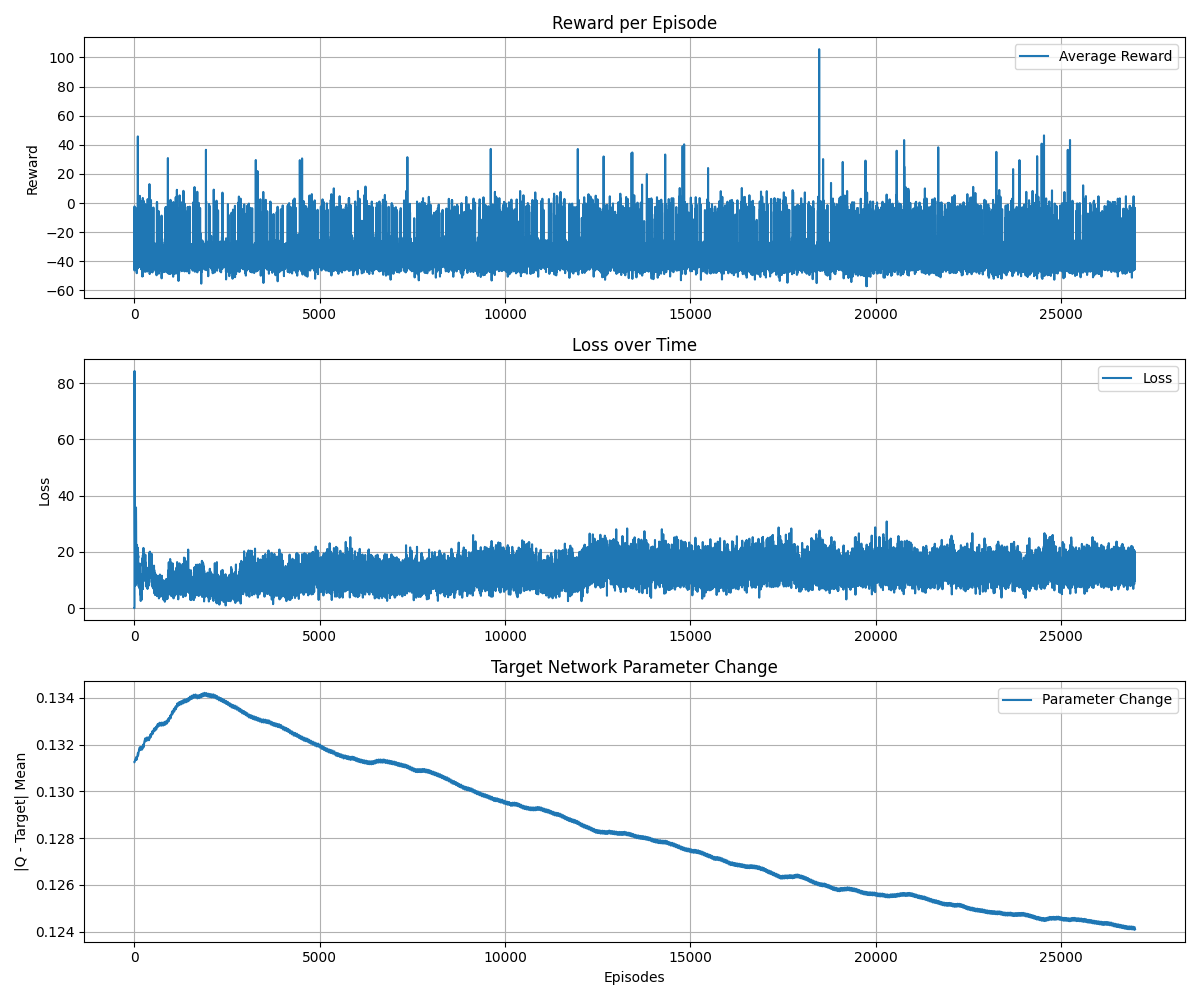 Reward per Episode
Average Reward
Reward
100
80
60
40
20
0
−20
−40
−60
0 5000 10000 15000 20000 25000
Loss over Time
Loss
Loss
80
60
40
20
0
0 5000 10000 15000 20000 25000
Target Network Parameter Change
Parameter Change
|Q - Target| Mean
0.134
0.132
0.130
0.128
0.126
0.124
0 5000 10000 15000 20000 25000
Episodes